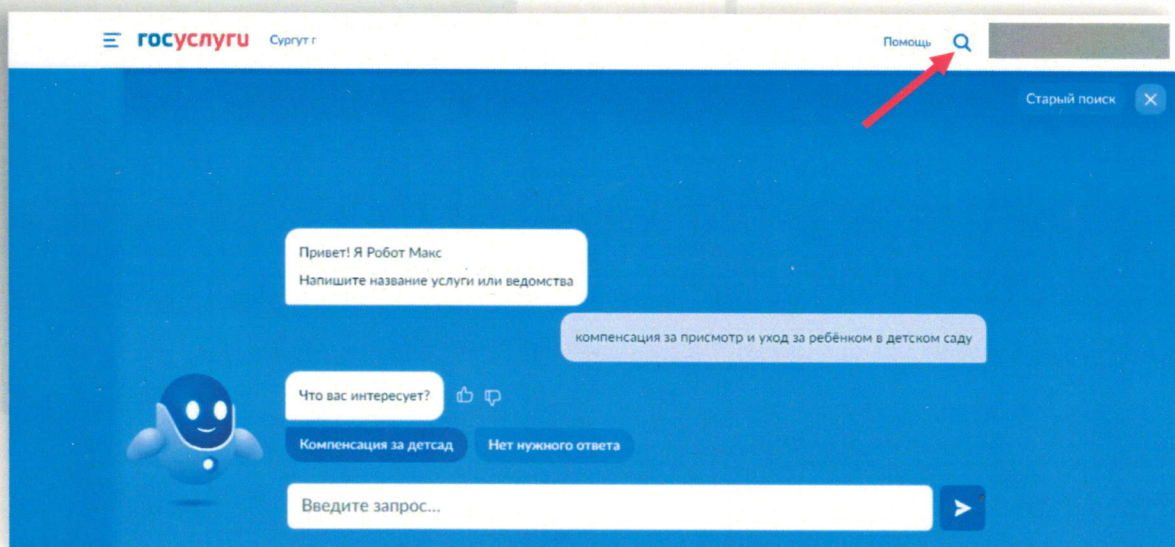 госуслуги
Сургут г
Помощь
Старый поиск
Привет! Я Робот Макс
Напишите название услуги или ведомства
компенсация за присмотр и уход за ребёнком в детском саду
Что вас интересует?
Компенсация за детсад
Нет нужного ответа
Введите запрос...